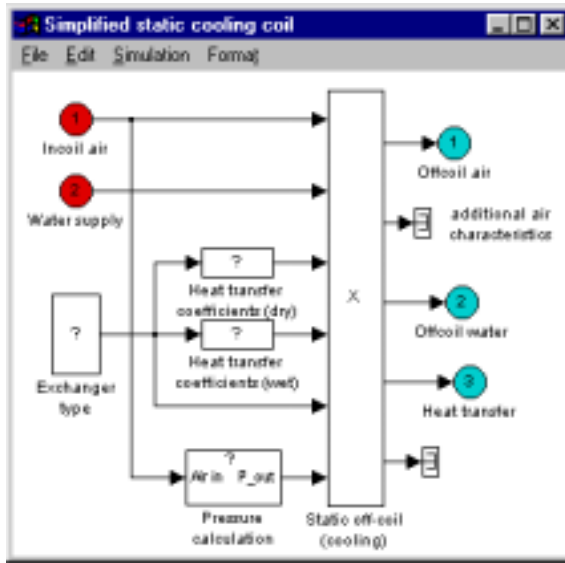 Simplified static cooling coil
File Edit Simulation Format
1
Incoil air
2
Water supply
?
Exchanger
type
?
Heat transfer
coefficients (dry)
?
Heat transfer
coefficients (wet)
?
Air in P_out
Pressure
calculation
X
Static off-coil
(cooling)
1
Offcoil air
additional air
characteristics
2
Offcoil water
3
Heat transfer